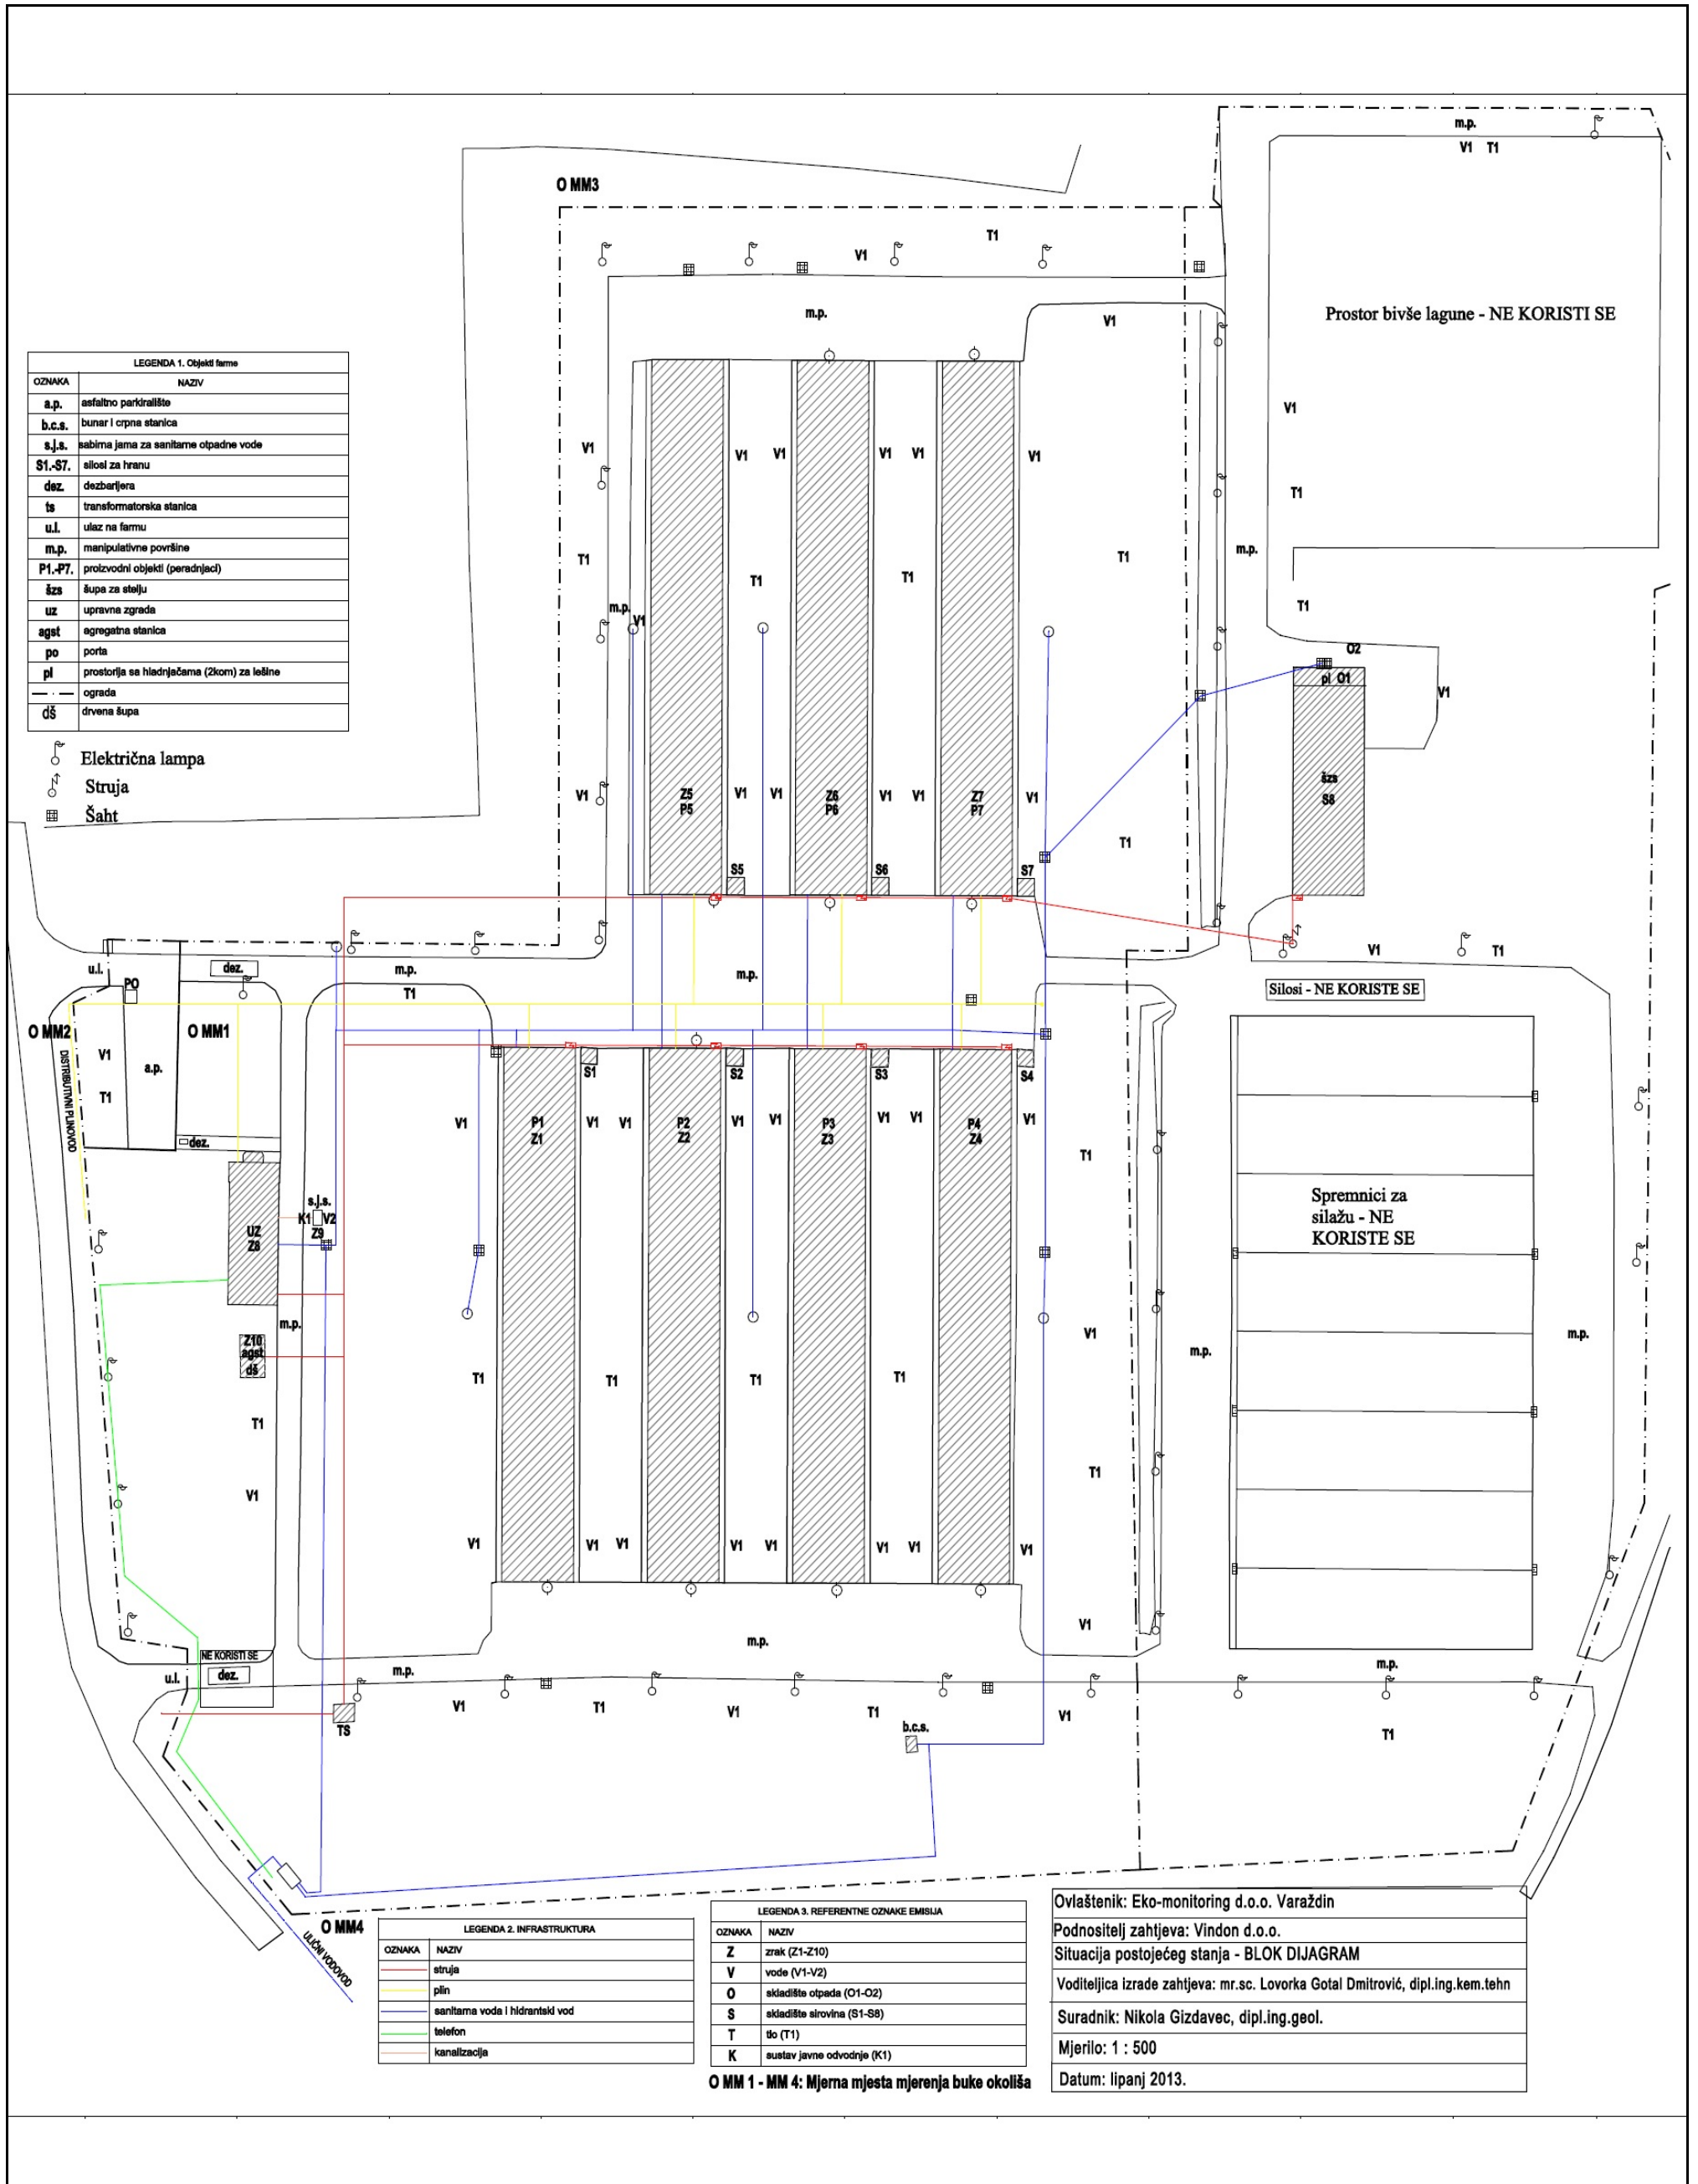 m.p.
V1 T1
O MM3
T1
V1
m.p.
V1
Prostor bivše lagune - NE KORISTI SE
LEGENDA 1. Objekti farme
OZNAKA NAZIV
a.p. asfaltno parkiralište
b.c.s. bunar i crpna stanica
s.j.s. sabirna jama za sanitarne otpadne vode
S1.-S7. silosi za hranu
dez. dezbarijera
ts transformatorska stanica
u.l. ulaz na farmu
m.p. manipulativne površine
P1.-P7. proizvodni objekti (peradnjaci)
šzs šupa za stelju
uz upravna zgrada
agst agregatna stanica
po porta
pl prostorija sa hladnjačama (2kom) za lešine
ograda
dš drvena šupa
Električna lampa
Struja
Šaht
V1
V1
V1 V1 V1 V1 V1
T1
T1
T1
T1
T1
m.p.
m.p.
V1
T1
O2
pl O1
V1
šzs
S8
V1
Z5
P5
V1 V1
Z6
P6
V1 V1
Z7
P7
V1
T1
S5
S6
S7
u.l.
dez.
m.p.
T1
m.p.
V1
T1
PO
Silosi - NE KORISTE SE
O MM2
O MM1
DISTRIBUTIVNI PLINOVOD
V1
T1
a.p.
dez.
S1
S2
S3
S4
V1
P1
Z1
V1 V1
P2
Z2
V1 V1
P3
Z3
V1 V1
P4
Z4
V1
T1
s.j.s.
K1 V2
Z9
UZ
Z8
Spremnici za
silažu - NE
KORISTE SE
m.p.
Z10
agst
dš
V1
m.p.
m.p.
T1
T1
T1
T1
T1
V1
T1
V1
V1 V1 V1 V1 V1 V1 V1
V1
m.p.
NE KORISTI SE
u.l.
dez.
m.p.
m.p.
V1
T1
V1
T1
V1
T1
TS
b.c.s.
O MM4
ULIČNI VODOVOD
LEGENDA 2. INFRASTRUKTURA
OZNAKA NAZIV
struja
plin
sanitarna voda i hidrantski vod
telefon
kanalizacija
LEGENDA 3. REFERENTNE OZNAKE EMISIJA
OZNAKA NAZIV
Z zrak (Z1-Z10)
V vode (V1-V2)
O skladište otpada (O1-O2)
S skladište sirovina (S1-S8)
T tlo (T1)
K sustav javne odvodnje (K1)
O MM 1 - MM 4: Mjerna mjesta mjerenja buke okoliša
Ovlaštenik: Eko-monitoring d.o.o. Varaždin
Podnositelj zahtjeva: Vindon d.o.o.
Situacija postojećeg stanja - BLOK DIJAGRAM
Voditeljica izrade zahtjeva: mr.sc. Lovorka Gotal Dmitrović, dipl.ing.kem.tehn
Suradnik: Nikola Gizdavec, dipl.ing.geol.
Mjerilo: 1 : 500
Datum: lipanj 2013.